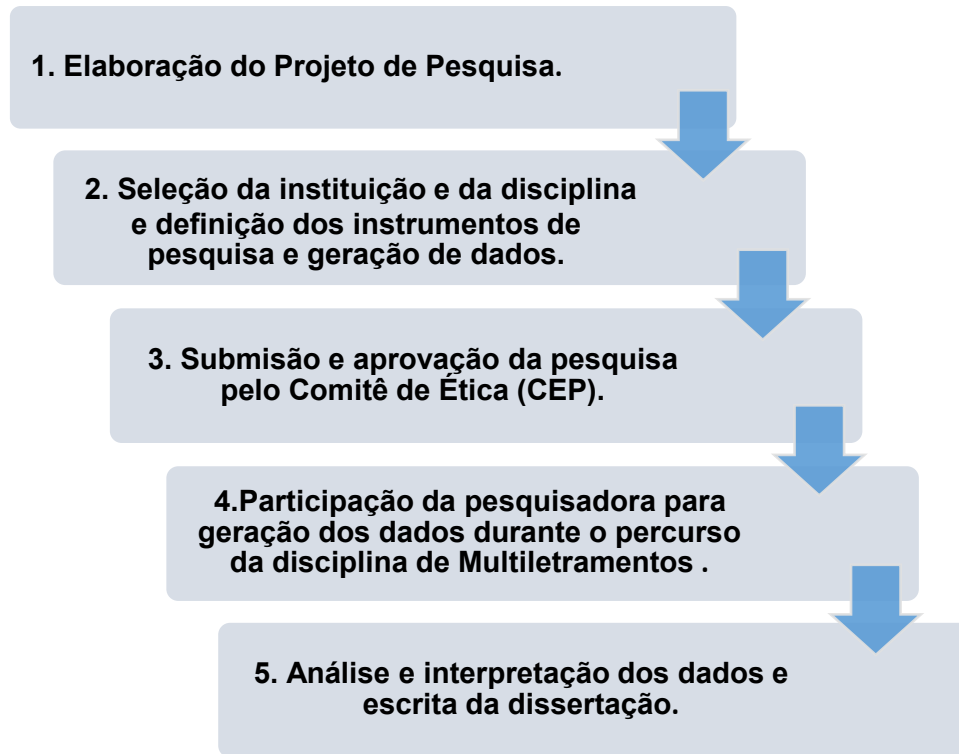 1. Elaboração do Projeto de Pesquisa.
2. Seleção da instituição e da disciplina
e definição dos instrumentos de
pesquisa e geração de dados.
3. Submisão e aprovação da pesquisa
pelo Comitê de Ética (CEP).
4.Participação da pesquisadora para
geração dos dados durante o percurso
da disciplina de Multiletramentos .
5. Análise e interpretação dos dados e
escrita da dissertação.